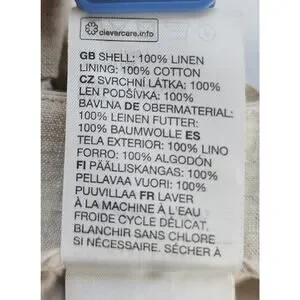 clevercare.info
GB SHELL: 100% LINEN
LINING: 100% COTTON
CZ SVRCHNÍ LÁTKA: 100%
LEN PODŠÍVKA: 100%
BAVLNA DE OBERMATERIAL:
100% LEINEN FUTTER:
100% BAUMWOLLE ES
TELA EXTERIOR: 100% LINO
FORRO: 100% ALGODÓN
FI PÄÄLLISKANGAS: 100%
PELLAVAA VUORI: 100%
PUUVILLAA FR LAVER
À LA MACHINE À L'EAU
FROIDE CYCLE DÉLICAT,
BLANCHIR SANS CHLORE
SI NÉCESSAIRE. SÉCHER À